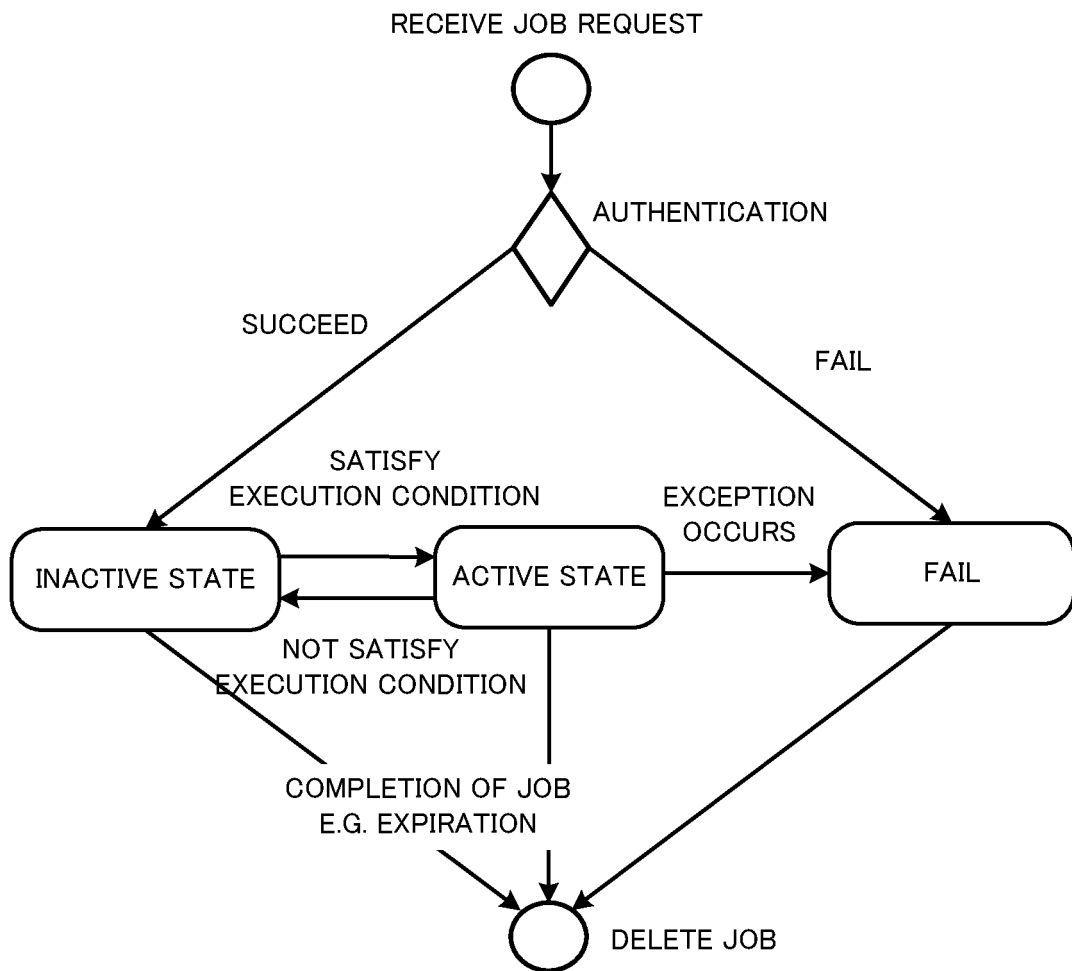 RECEIVE JOB REQUEST
AUTHENTICATION
SUCCEED
FAIL
SATISFY
EXECUTION CONDITION
EXCEPTION
OCCURS
INACTIVE STATE
ACTIVE STATE
FAIL
NOT SATISFY
EXECUTION CONDITION
COMPLETION OF JOB
E.G. EXPIRATION
DELETE JOB